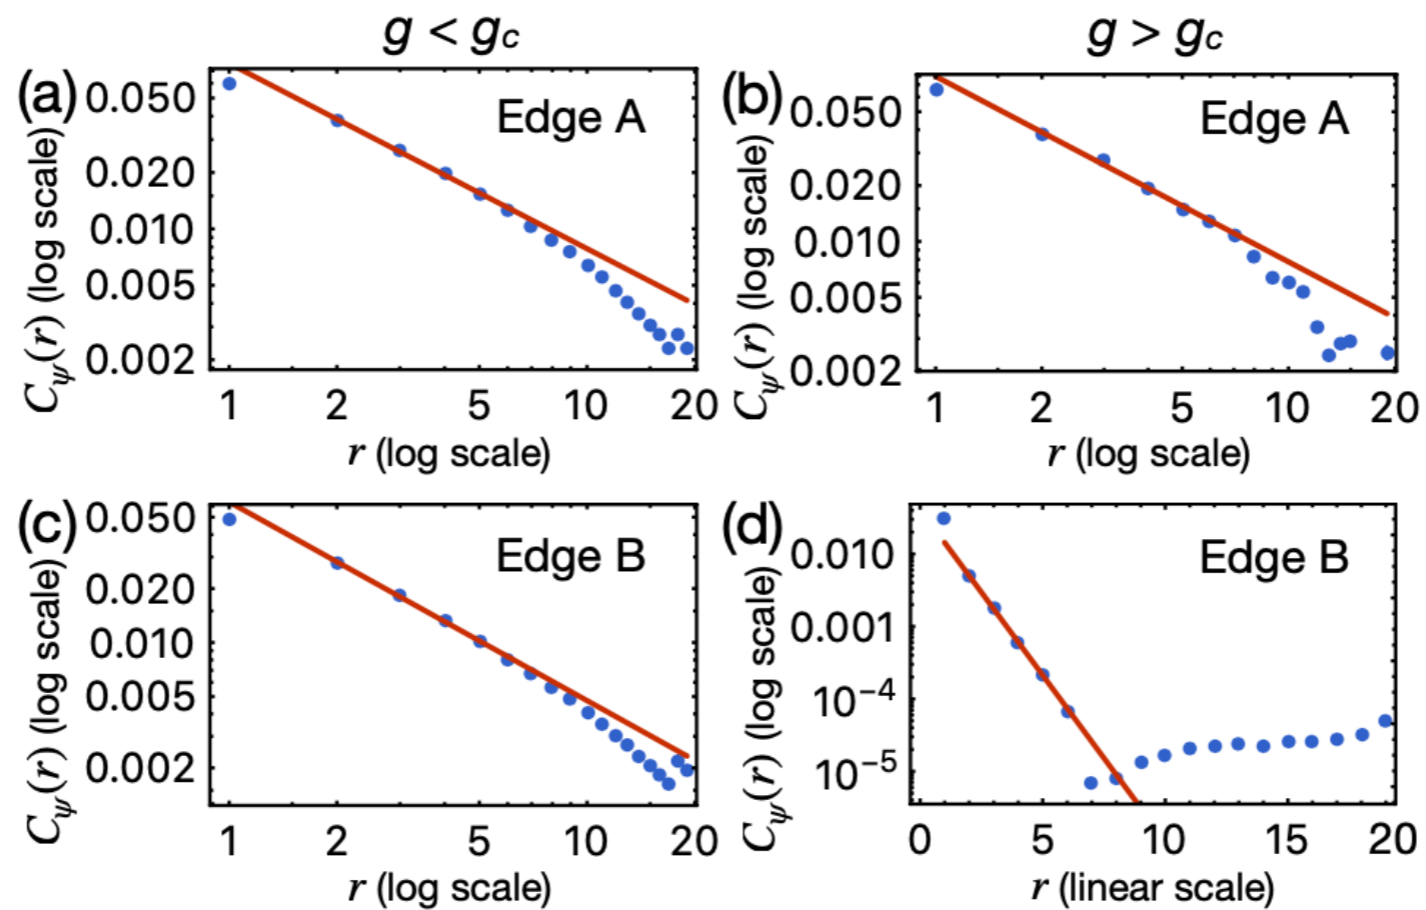 g < gc
g > gc
(a)
Edge A
Cψ(r) (log scale)
0.050
0.020
0.010
0.005
0.002
1 2 5 10 20
r (log scale)
(b)
Edge A
Cψ(r) (log scale)
0.050
0.020
0.010
0.005
0.002
1 2 5 10 20
r (log scale)
(c)
Edge B
Cψ(r) (log scale)
0.050
0.020
0.010
0.005
0.002
1 2 5 10 20
r (log scale)
(d)
Edge B
Cψ(r) (log scale)
0.010
0.001
10⁻⁴
10⁻⁵
0 5 10 15 20
r (linear scale)